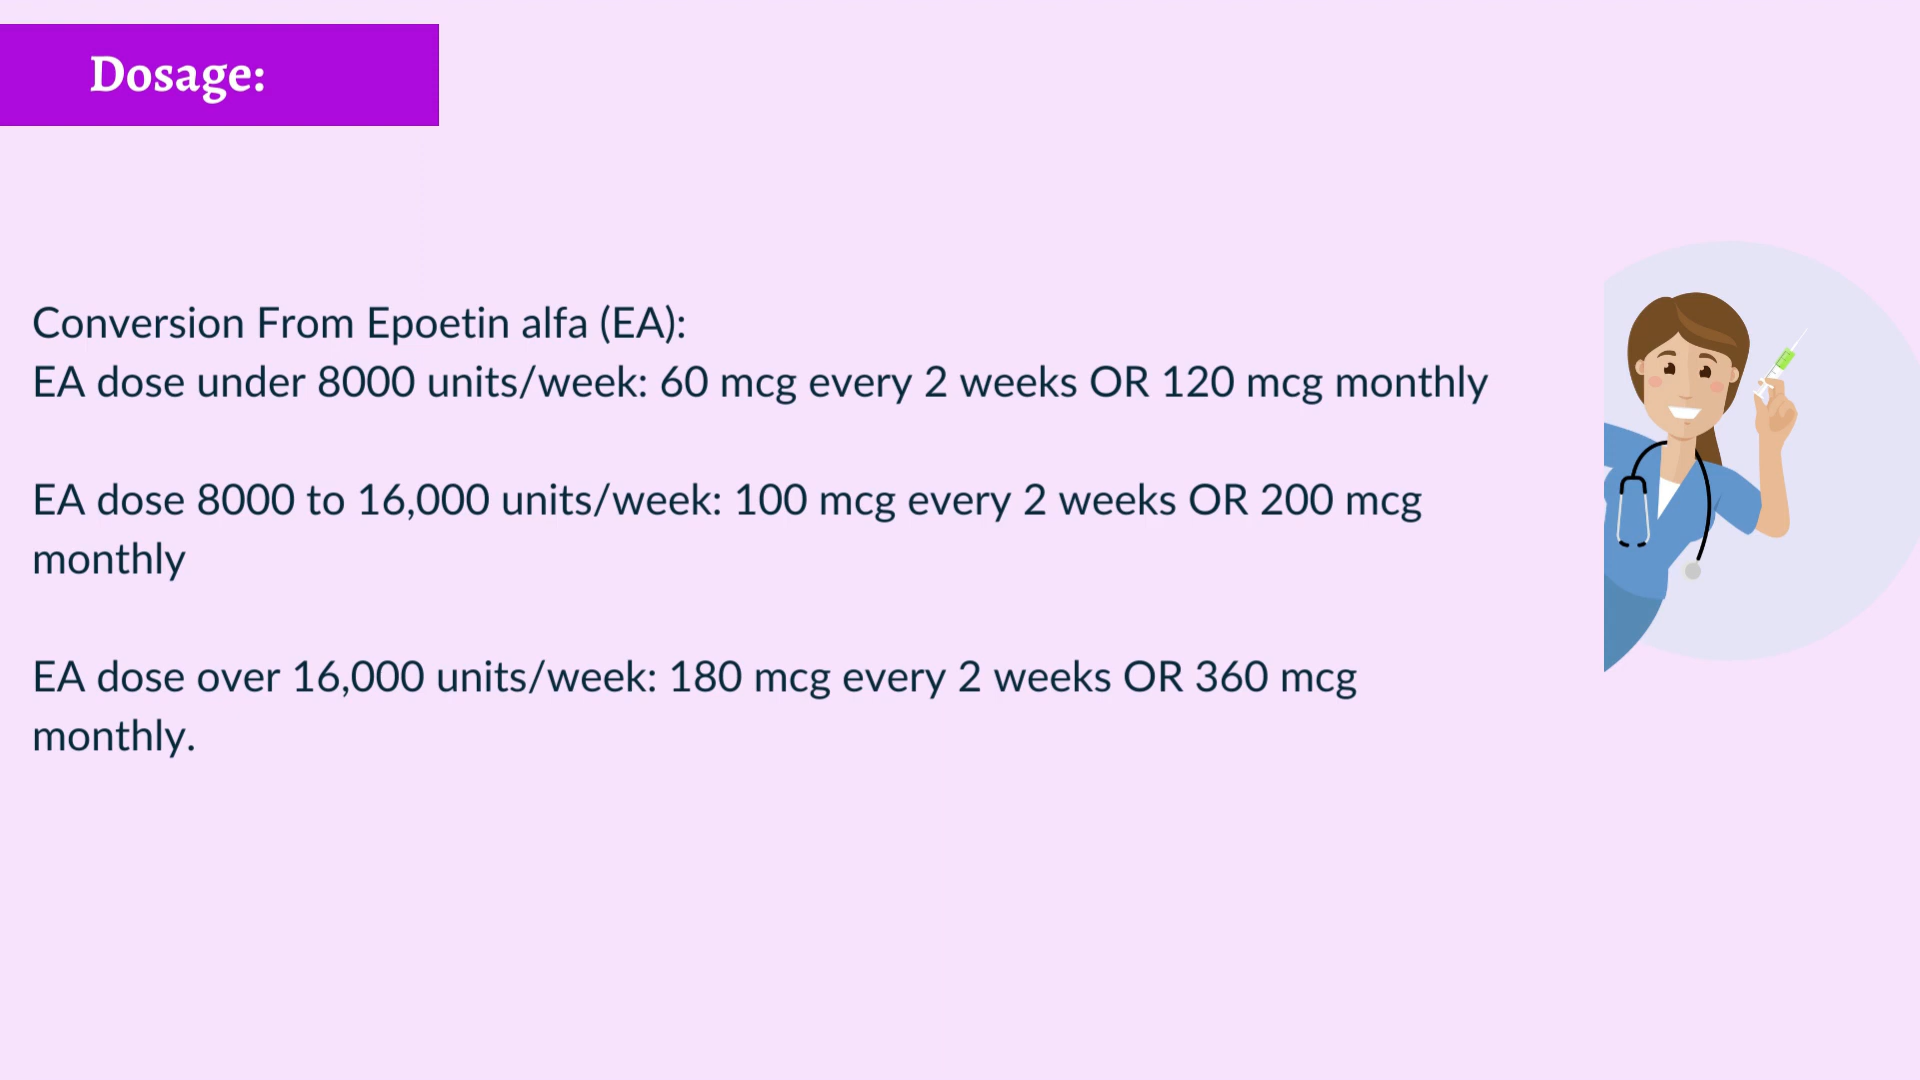 Dosage:
Conversion From Epoetin alfa (EA):
EA dose under 8000 units/week: 60 mcg every 2 weeks OR 120 mcg monthly
EA dose 8000 to 16,000 units/week: 100 mcg every 2 weeks OR 200 mcg
monthly
EA dose over 16,000 units/week: 180 mcg every 2 weeks OR 360 mcg
monthly.